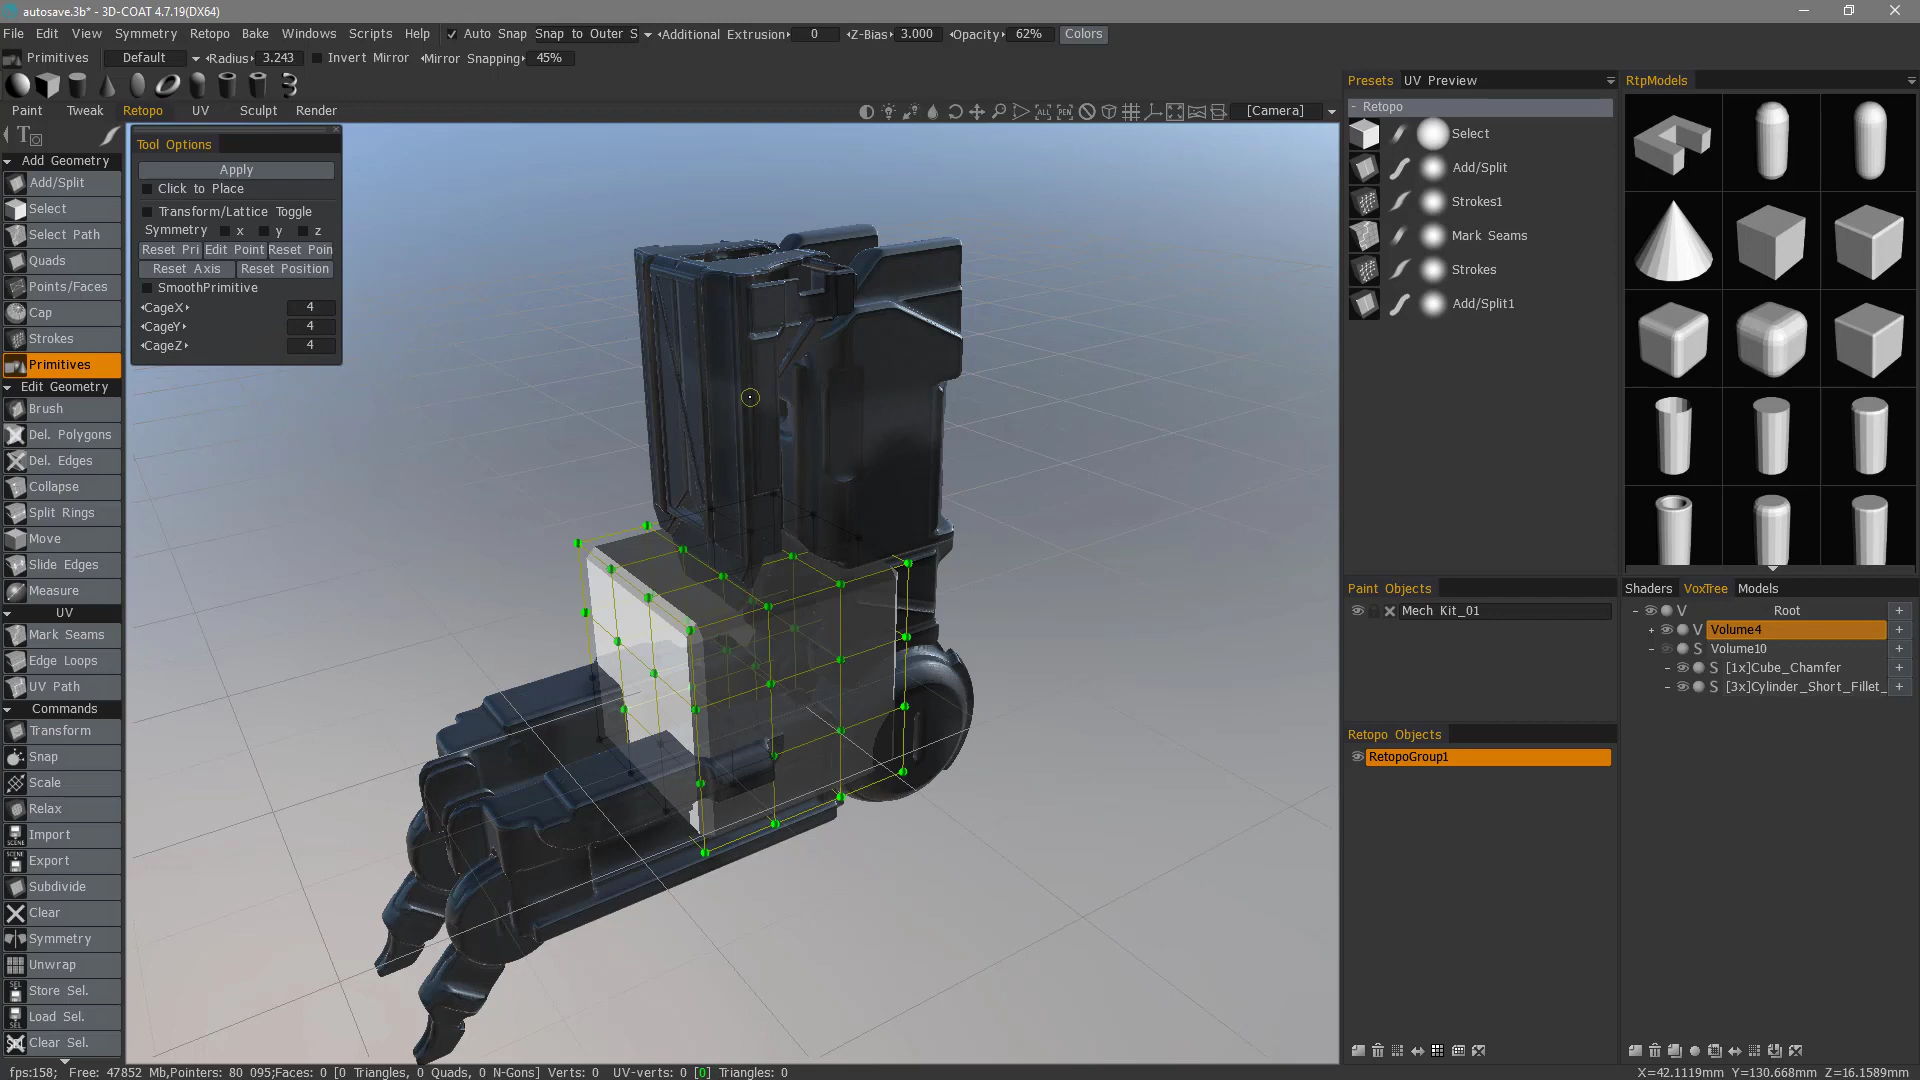 autosave.3b* - 3D-COAT 4.7.19(DX64)
File Edit View Symmetry Retopo Bake Windows Scripts Help Auto Snap Snap to Outer S Additional Extrusion 0 Z-Bias 3.000 Opacity 62% Colors
Primitives Default Radius 3.243 Invert Mirror Mirror Snapping 45%
Paint Tweak Retopo UV Sculpt Render [Camera]
Add Geometry
Add/Split
Select
Select Path
Quads
Points/Faces
Cap
Strokes
Primitives
Edit Geometry
Brush
Del. Polygons
Del. Edges
Collapse
Split Rings
Move
Slide Edges
Measure
UV
Mark Seams
Edge Loops
UV Path
Commands
Transform
Snap
Scale
Relax
Import
Export
Subdivide
Clear
Symmetry
Unwrap
Store Sel.
Load Sel.
Clear Sel.
Tool Options
Apply
Click to Place
Transform/Lattice Toggle
Symmetry x y z
Reset Pri Edit Point Reset Poin
Reset Axis Reset Position
SmoothPrimitive
CageX 4
CageY 4
CageZ 4
Presets UV Preview
- Retopo
Select
Add/Split
Strokes1
Mark Seams
Strokes
Add/Split1
Paint Objects
Mech Kit_01
Retopo Objects
RetopoGroup1
RtpModels
Shaders VoxTree Models
- V Root +
+ V Volume4 +
- S Volume10 +
- S [1x]Cube_Chamfer +
- S [3x]Cylinder_Short_Fillet_ +
fps:158; Free: 47852 Mb,Pointers: 80 095;Faces: 0 [0 Triangles, 0 Quads, 0 N-Gons] Verts: 0 UV-verts: 0 [0] Triangles: 0 X=42.1119mm Y=130.668mm Z=16.1589mm